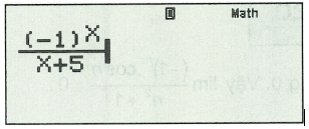 D Math
(-1)^X
X+5